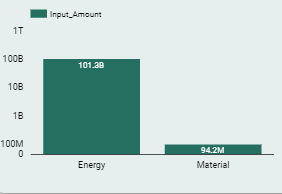 Input_Amount
1T
100B
10B
1B
100M
0
101.3B
94.2M
Energy
Material